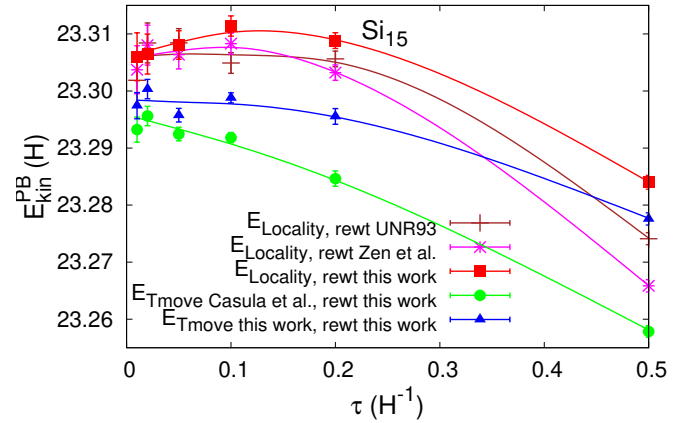 Si15
23.31
23.30
23.29
23.28
23.27
23.26
E_kin^PB (H)
E_Locality, rewt UNR93
E_Locality, rewt Zen et al.
E_Locality, rewt this work
E_Tmove Casula et al., rewt this work
E_Tmove this work, rewt this work
0 0.1 0.2 0.3 0.4 0.5
τ (H^-1)